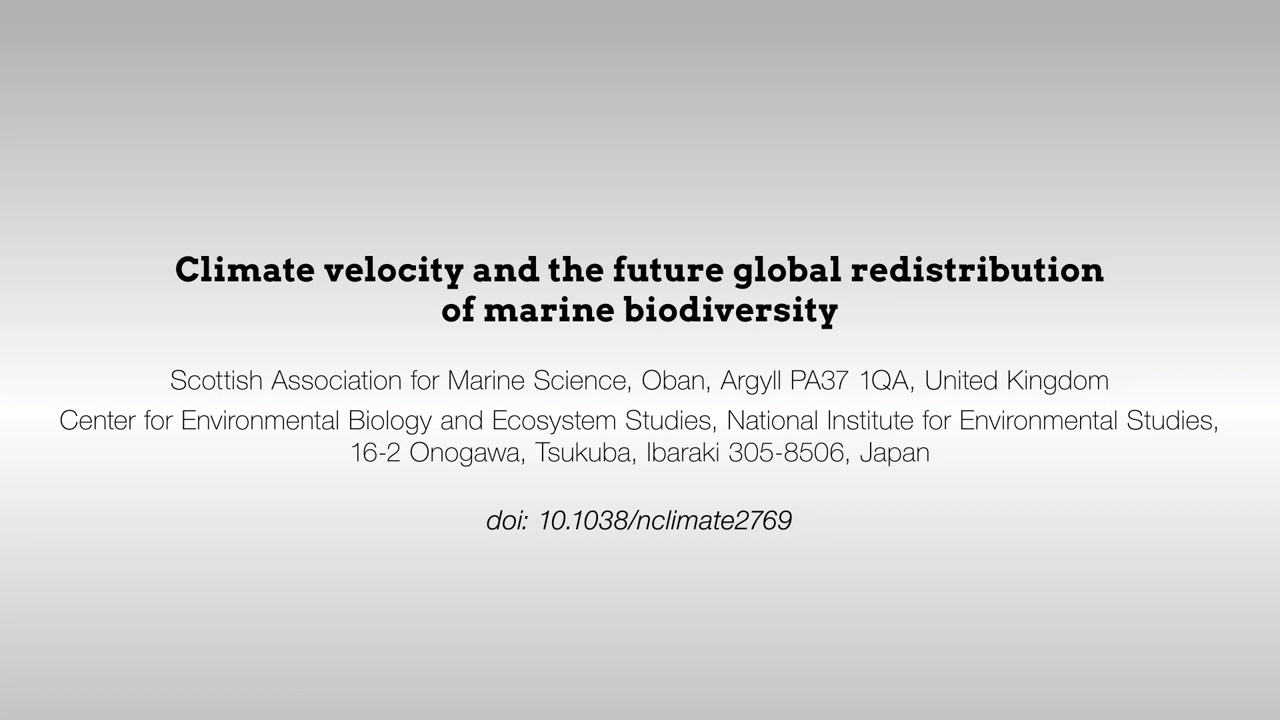 Climate velocity and the future global redistribution
of marine biodiversity
Scottish Association for Marine Science, Oban, Argyll PA37 1QA, United Kingdom
Center for Environmental Biology and Ecosystem Studies, National Institute for Environmental Studies,
16-2 Onogawa, Tsukuba, Ibaraki 305-8506, Japan
doi: 10.1038/nclimate2769